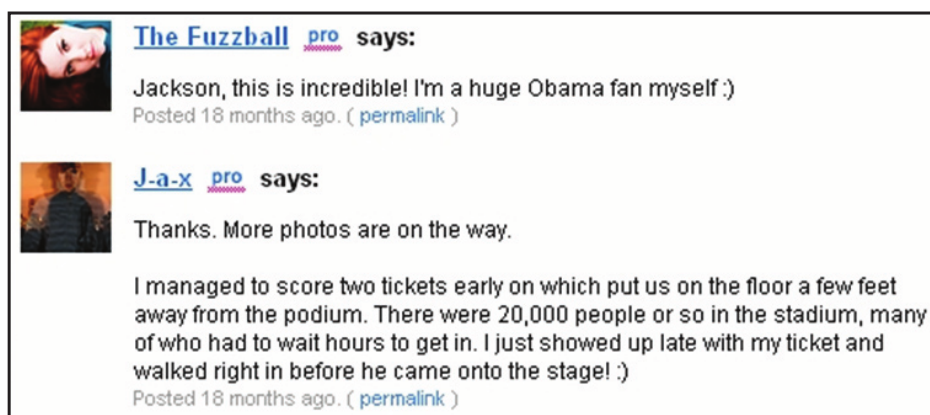 The Fuzzball pro says:
Jackson, this is incredible! I'm a huge Obama fan myself :)
Posted 18 months ago. ( permalink )
J-a-x pro says:
Thanks. More photos are on the way.
I managed to score two tickets early on which put us on the floor a few feet
away from the podium. There were 20,000 people or so in the stadium, many
of who had to wait hours to get in. I just showed up late with my ticket and
walked right in before he came onto the stage! :)
Posted 18 months ago. ( permalink )